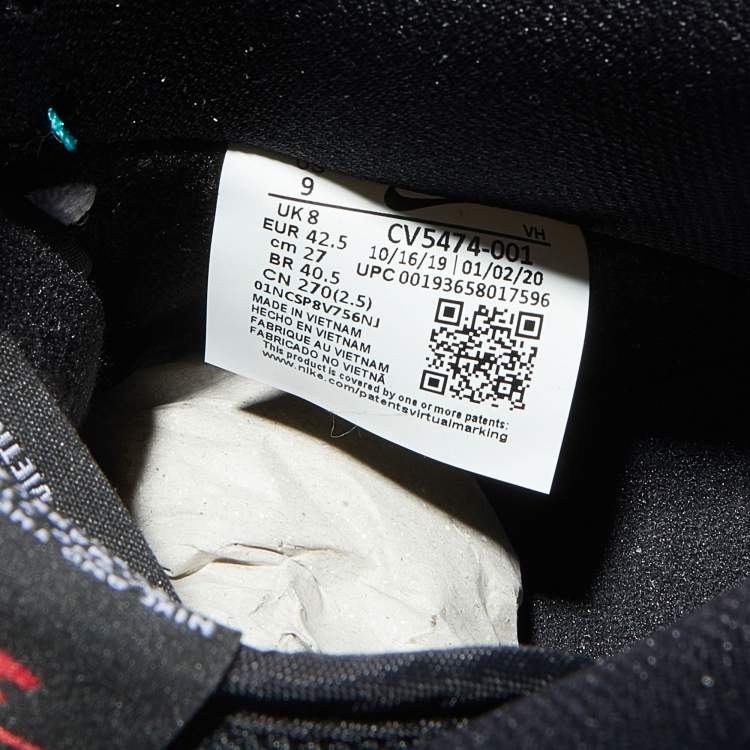 9
UK 8
EUR 42.5
cm 27
BR 40.5
CN 270(2.5)
01NCSP8V756NJ
MADE IN VIETNAM
HECHO EN VIETNAM
FABRIQUE AU VIETNAM
FABRICADO NO VIETNÃ
This product is covered by one or more patents:
www.nike.com/patentsvirtualmarking
VH
CV5474-001
10/16/19 | 01/02/20
UPC 00193658017596